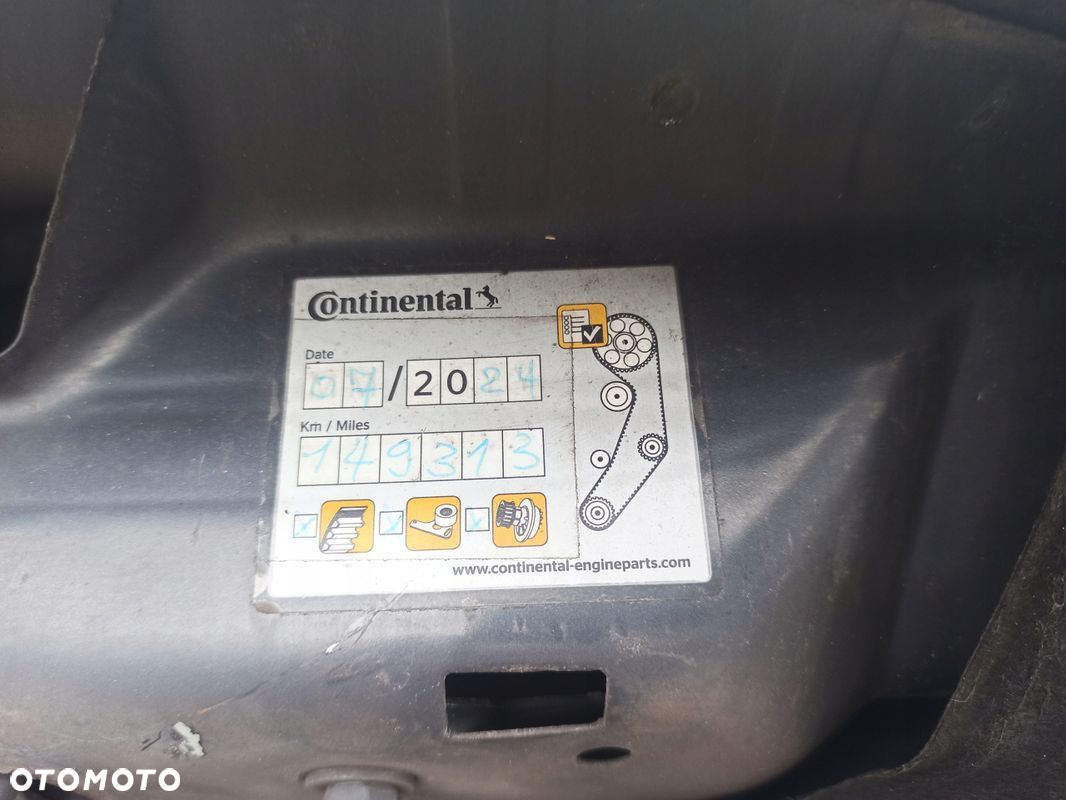 Continental
Date
07/2024
Km / Miles
149313
www.continental-engineparts.com
OTOMOTO